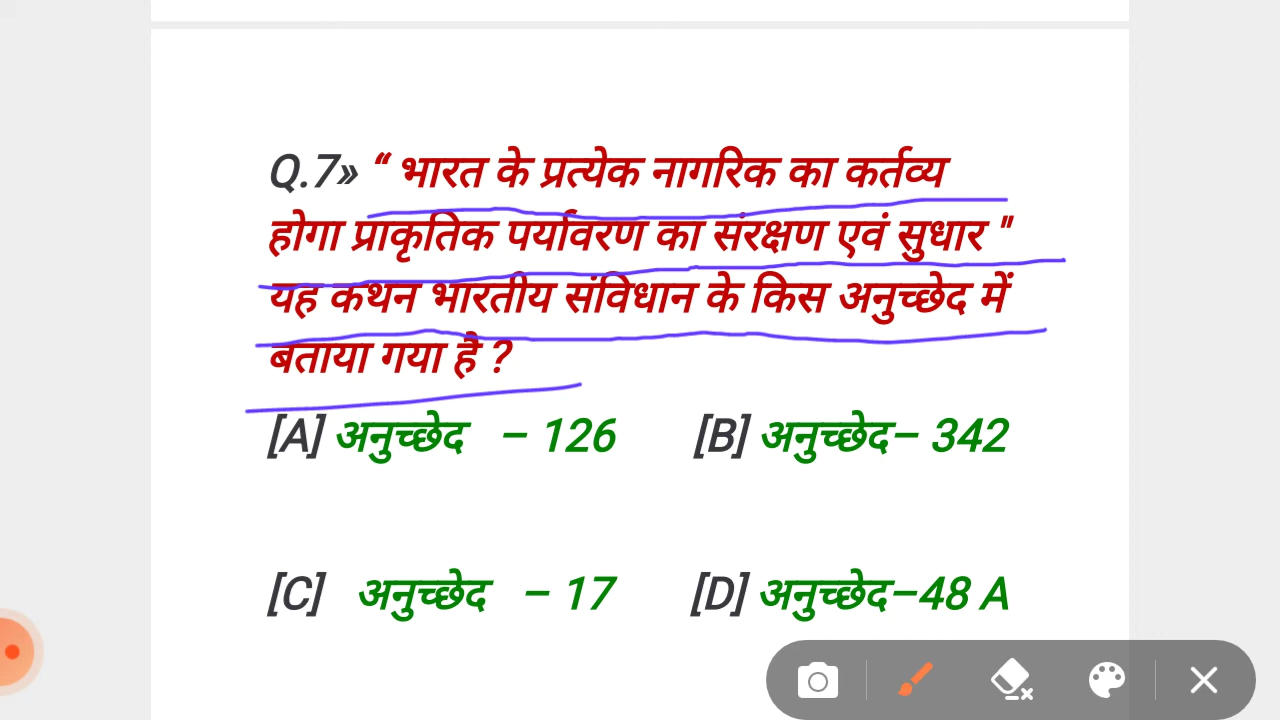 Q.7» “ भारत के प्रत्येक नागरिक का कर्तव्य
होगा प्राकृतिक पर्यावरण का संरक्षण एवं सुधार "
यह कथन भारतीय संविधान के किस अनुच्छेद में
बताया गया है ?
[A] अनुच्छेद – 126 [B] अनुच्छेद– 342
[C] अनुच्छेद – 17 [D] अनुच्छेद–48 A